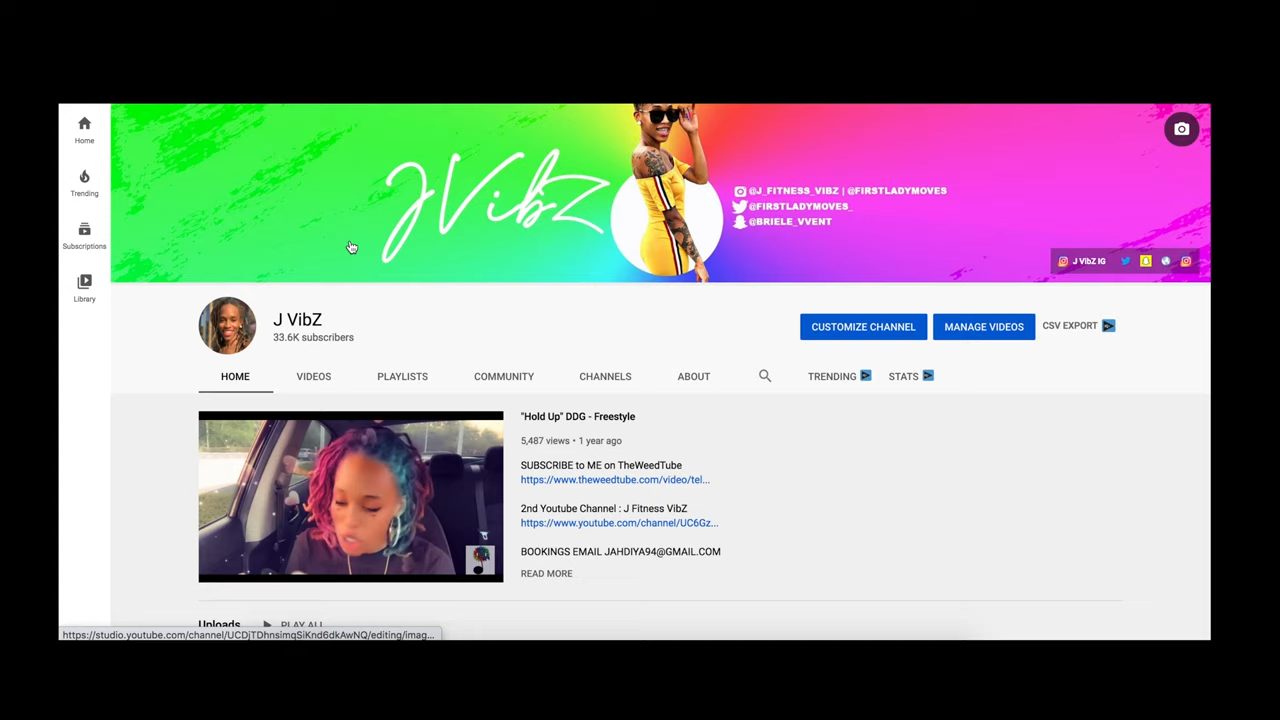 Home
Trending
Subscriptions
Library
J VibZ
@J_FITNESS_VIBZ | @FIRSTLADYMOVES
@FIRSTLADYMOVES_
@BRIELE_VVENT
J VibZ IG
J VibZ
33.6K subscribers
CUSTOMIZE CHANNEL
MANAGE VIDEOS
CSV EXPORT
HOME
VIDEOS
PLAYLISTS
COMMUNITY
CHANNELS
ABOUT
TRENDING
STATS
"Hold Up" DDG - Freestyle
5,487 views • 1 year ago
SUBSCRIBE to ME on TheWeedTube
https://www.theweedtube.com/video/tel...
2nd Youtube Channel : J Fitness VibZ
https://www.youtube.com/channel/UC6Gz...
BOOKINGS EMAIL JAHDIYA94@GMAIL.COM
READ MORE
Uploads
PLAY ALL
https://studio.youtube.com/channel/UCDjTDhnsimqSiKnd6dkAwNQ/editing/imag...